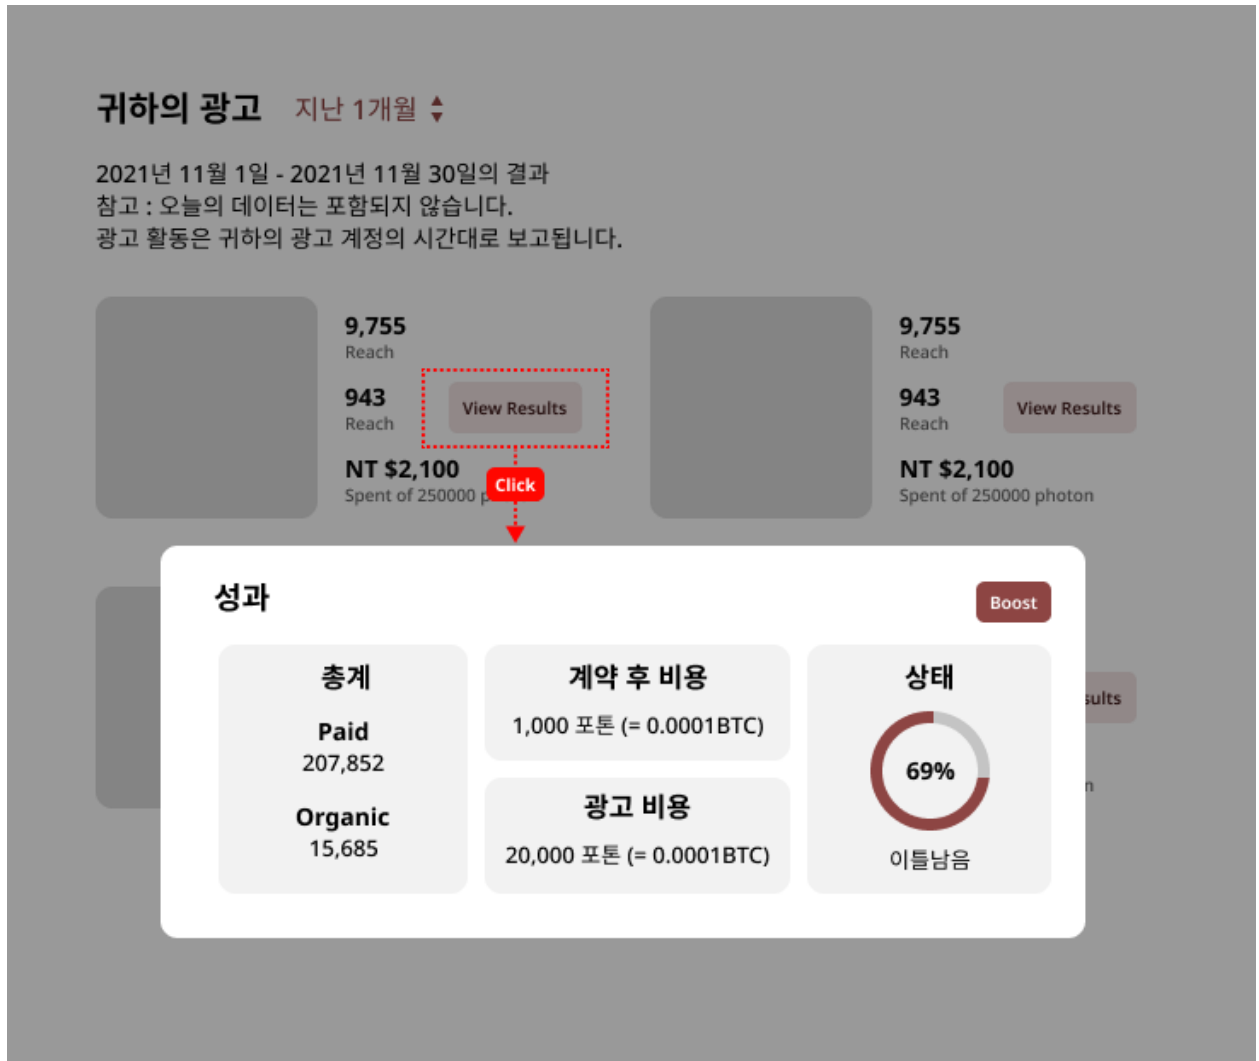 귀하의 광고 지난 1개월
2021년 11월 1일 - 2021년 11월 30일의 결과
참고 : 오늘의 데이터는 포함되지 않습니다.
광고 활동은 귀하의 광고 계정의 시간대로 보고됩니다.
9,755
Reach
943
Reach
View Results
NT $2,100
Spent of 250000 p
Click
9,755
Reach
943
Reach
View Results
NT $2,100
Spent of 250000 photon
sults
n
성과
Boost
총계
Paid
207,852
Organic
15,685
계약 후 비용
1,000 포톤 (= 0.0001BTC)
광고 비용
20,000 포톤 (= 0.0001BTC)
상태
69%
이틀남음